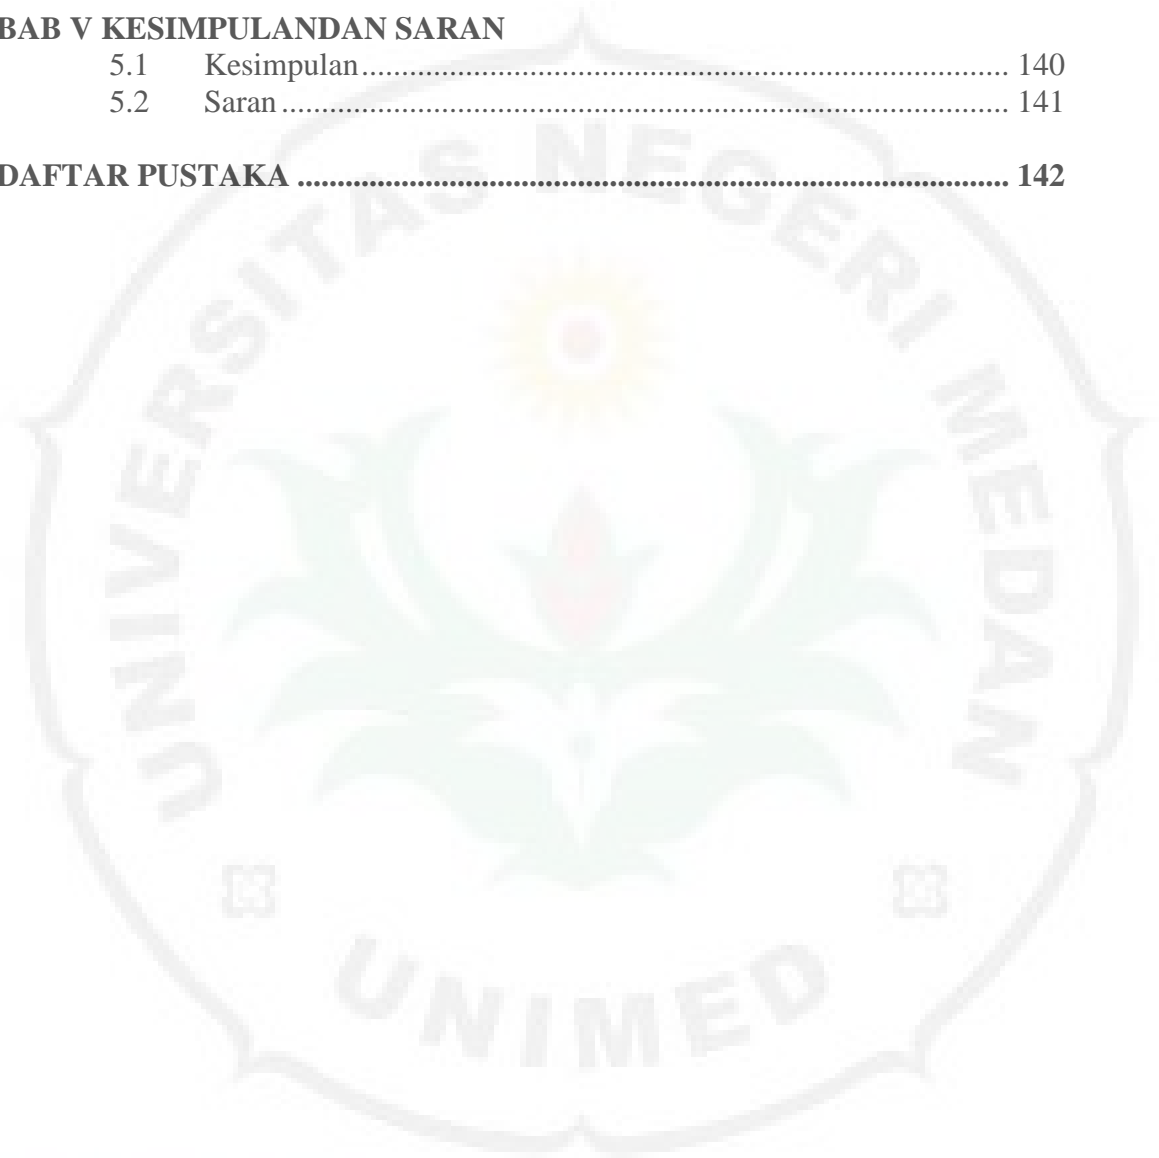 BAB V KESIMPULANDAN SARAN
5.1 Kesimpulan........................................................................................ 140
5.2 Saran.................................................................................................. 141
DAFTAR PUSTAKA ...................................................................................... 142
UNIVERSITAS NEGERI MEDAN
UNIMED